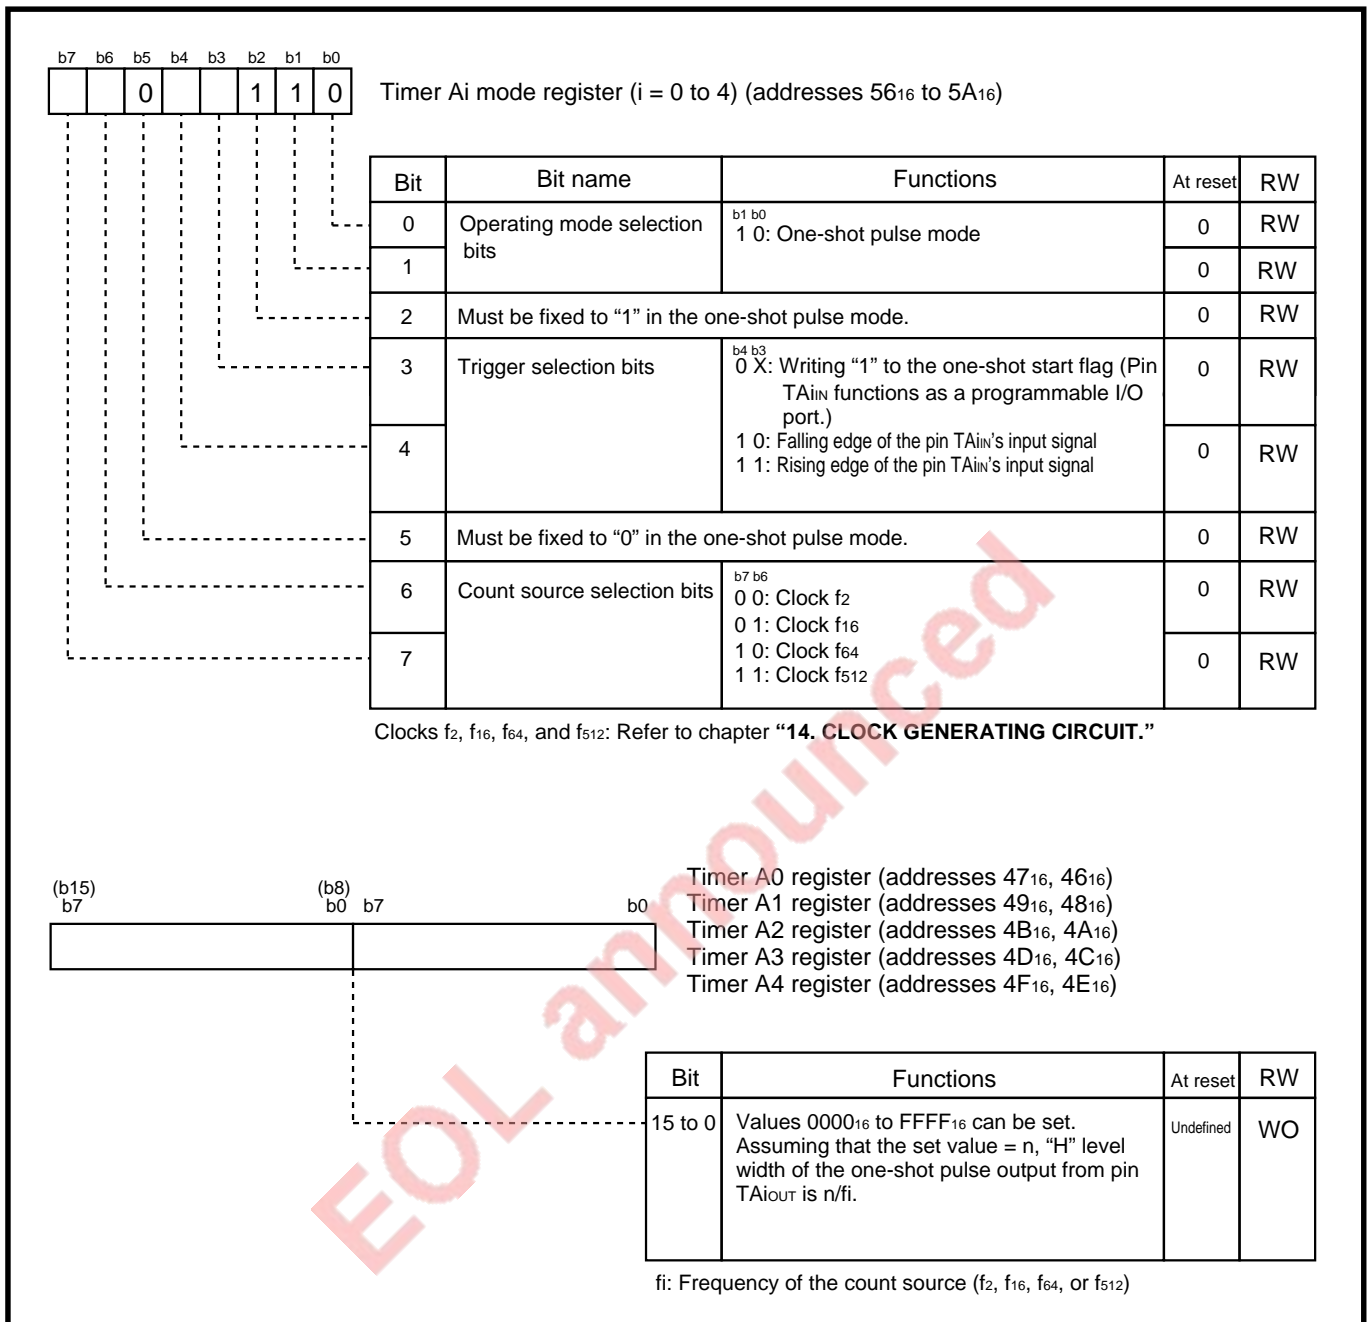 b7 b6 b5 b4 b3 b2 b1 b0
0 1 1 0
Timer Ai mode register (i = 0 to 4) (addresses 5616 to 5A16)
Bit Bit name Functions At reset RW
0 Operating mode selection bits b1 b0 0 RW
1 0: One-shot pulse mode
1 0 RW
2 Must be fixed to “1” in the one-shot pulse mode. 0 RW
3 Trigger selection bits b4 b3 0 RW
0 X: Writing “1” to the one-shot start flag (Pin
TAiIN functions as a programmable I/O
port.)
4 1 0: Falling edge of the pin TAiIN’s input signal 0 RW
1 1: Rising edge of the pin TAiIN’s input signal
5 Must be fixed to “0” in the one-shot pulse mode. 0 RW
6 Count source selection bits b7 b6 0 RW
0 0: Clock f2
0 1: Clock f16
7 1 0: Clock f64 0 RW
1 1: Clock f512
Clocks f2, f16, f64, and f512: Refer to chapter “14. CLOCK GENERATING CIRCUIT.”
(b15) (b8)
b7 b0 b7 b0
Timer A0 register (addresses 4716, 4616)
Timer A1 register (addresses 4916, 4816)
Timer A2 register (addresses 4B16, 4A16)
Timer A3 register (addresses 4D16, 4C16)
Timer A4 register (addresses 4F16, 4E16)
Bit Functions At reset RW
15 to 0 Values 000016 to FFFF16 can be set. Undefined WO
Assuming that the set value = n, “H” level
width of the one-shot pulse output from pin
TAiOUT is n/fi.
fi: Frequency of the count source (f2, f16, f64, or f512)
EOL announced